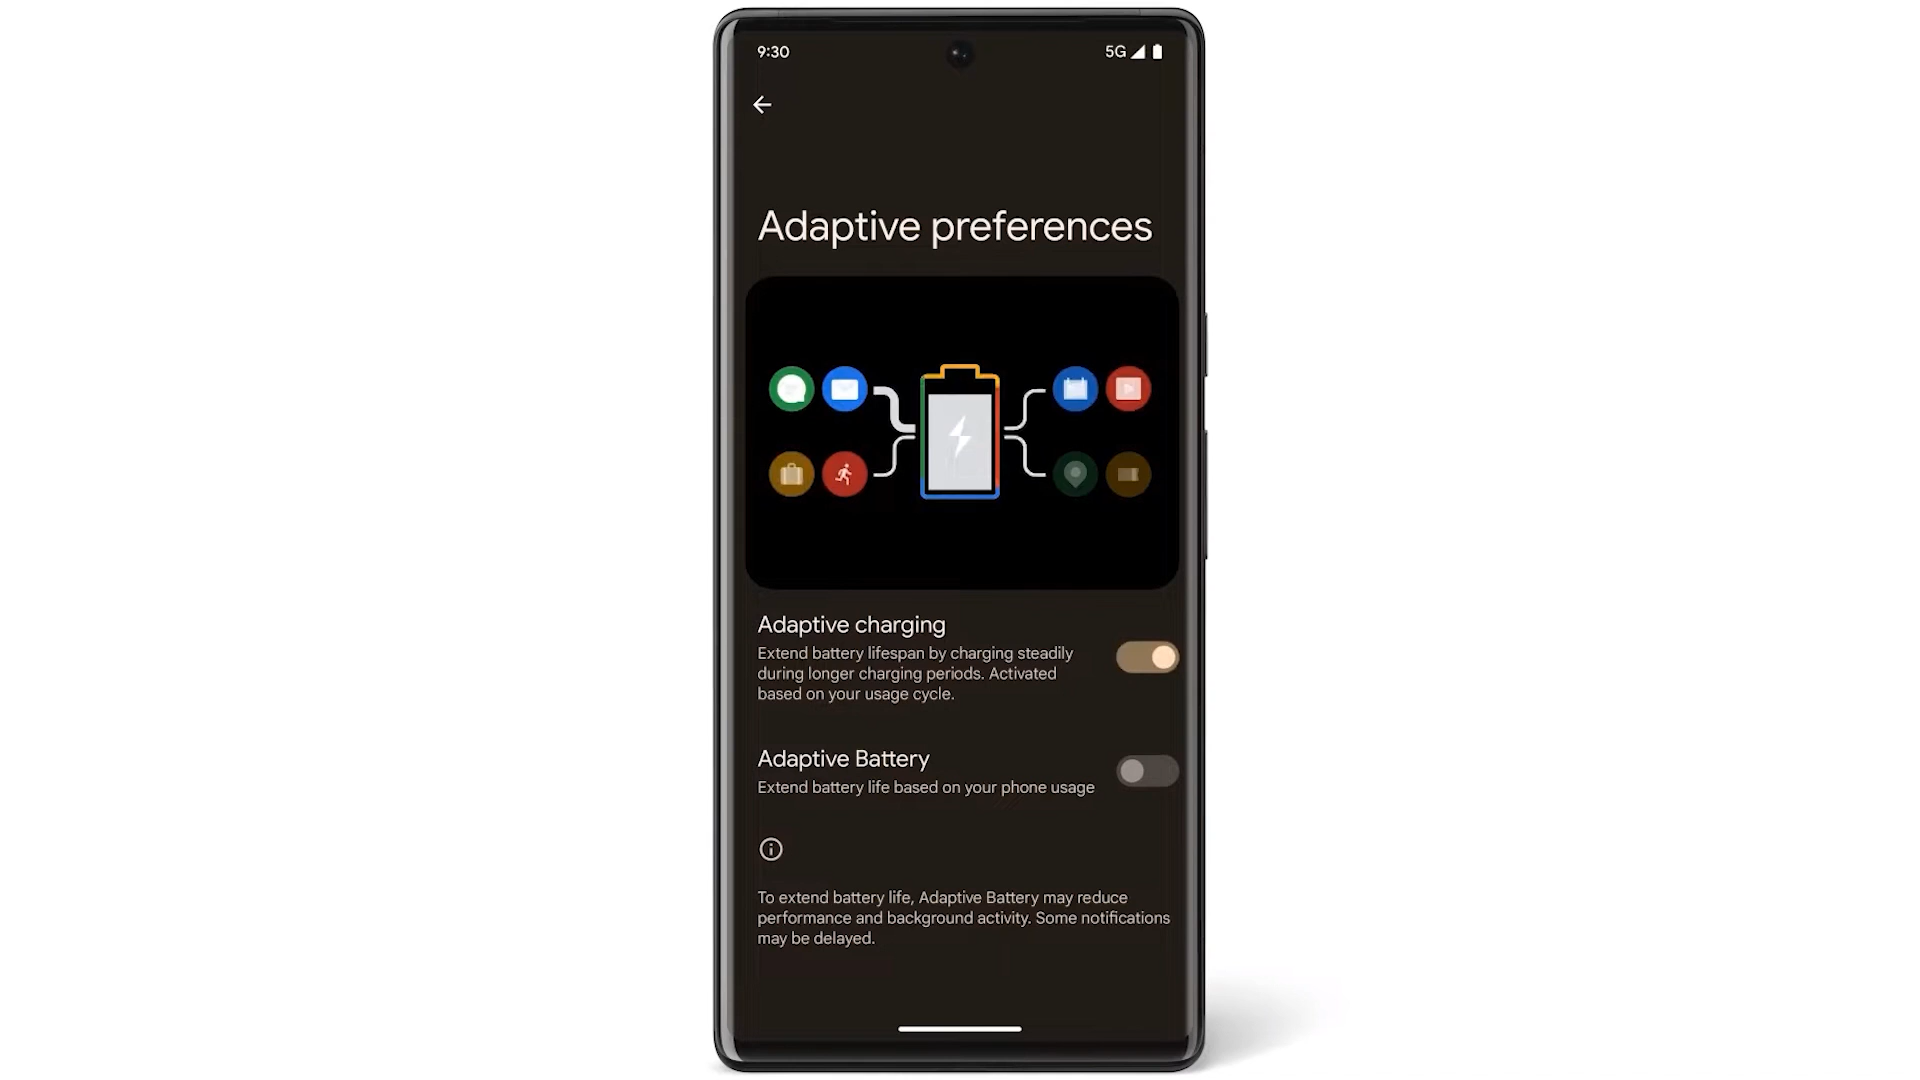 9:30
5G
Adaptive preferences
Adaptive charging
Extend battery lifespan by charging steadily
during longer charging periods. Activated
based on your usage cycle.
Adaptive Battery
Extend battery life based on your phone usage
To extend battery life, Adaptive Battery may reduce
performance and background activity. Some notifications
may be delayed.